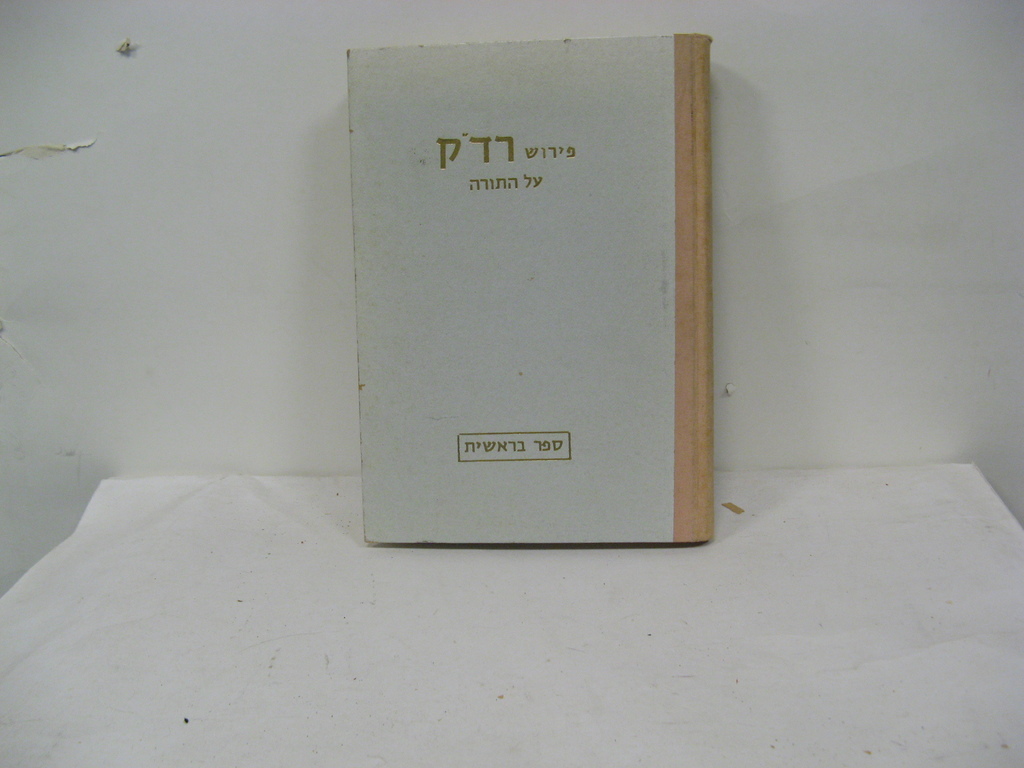 פירוש רד"ק
על התורה
ספר בראשית